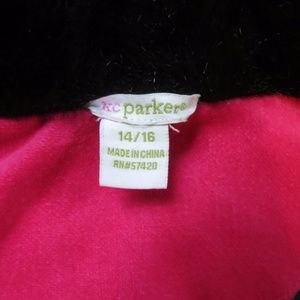 kc parker®
14/16
MADE IN CHINA
RN#57420